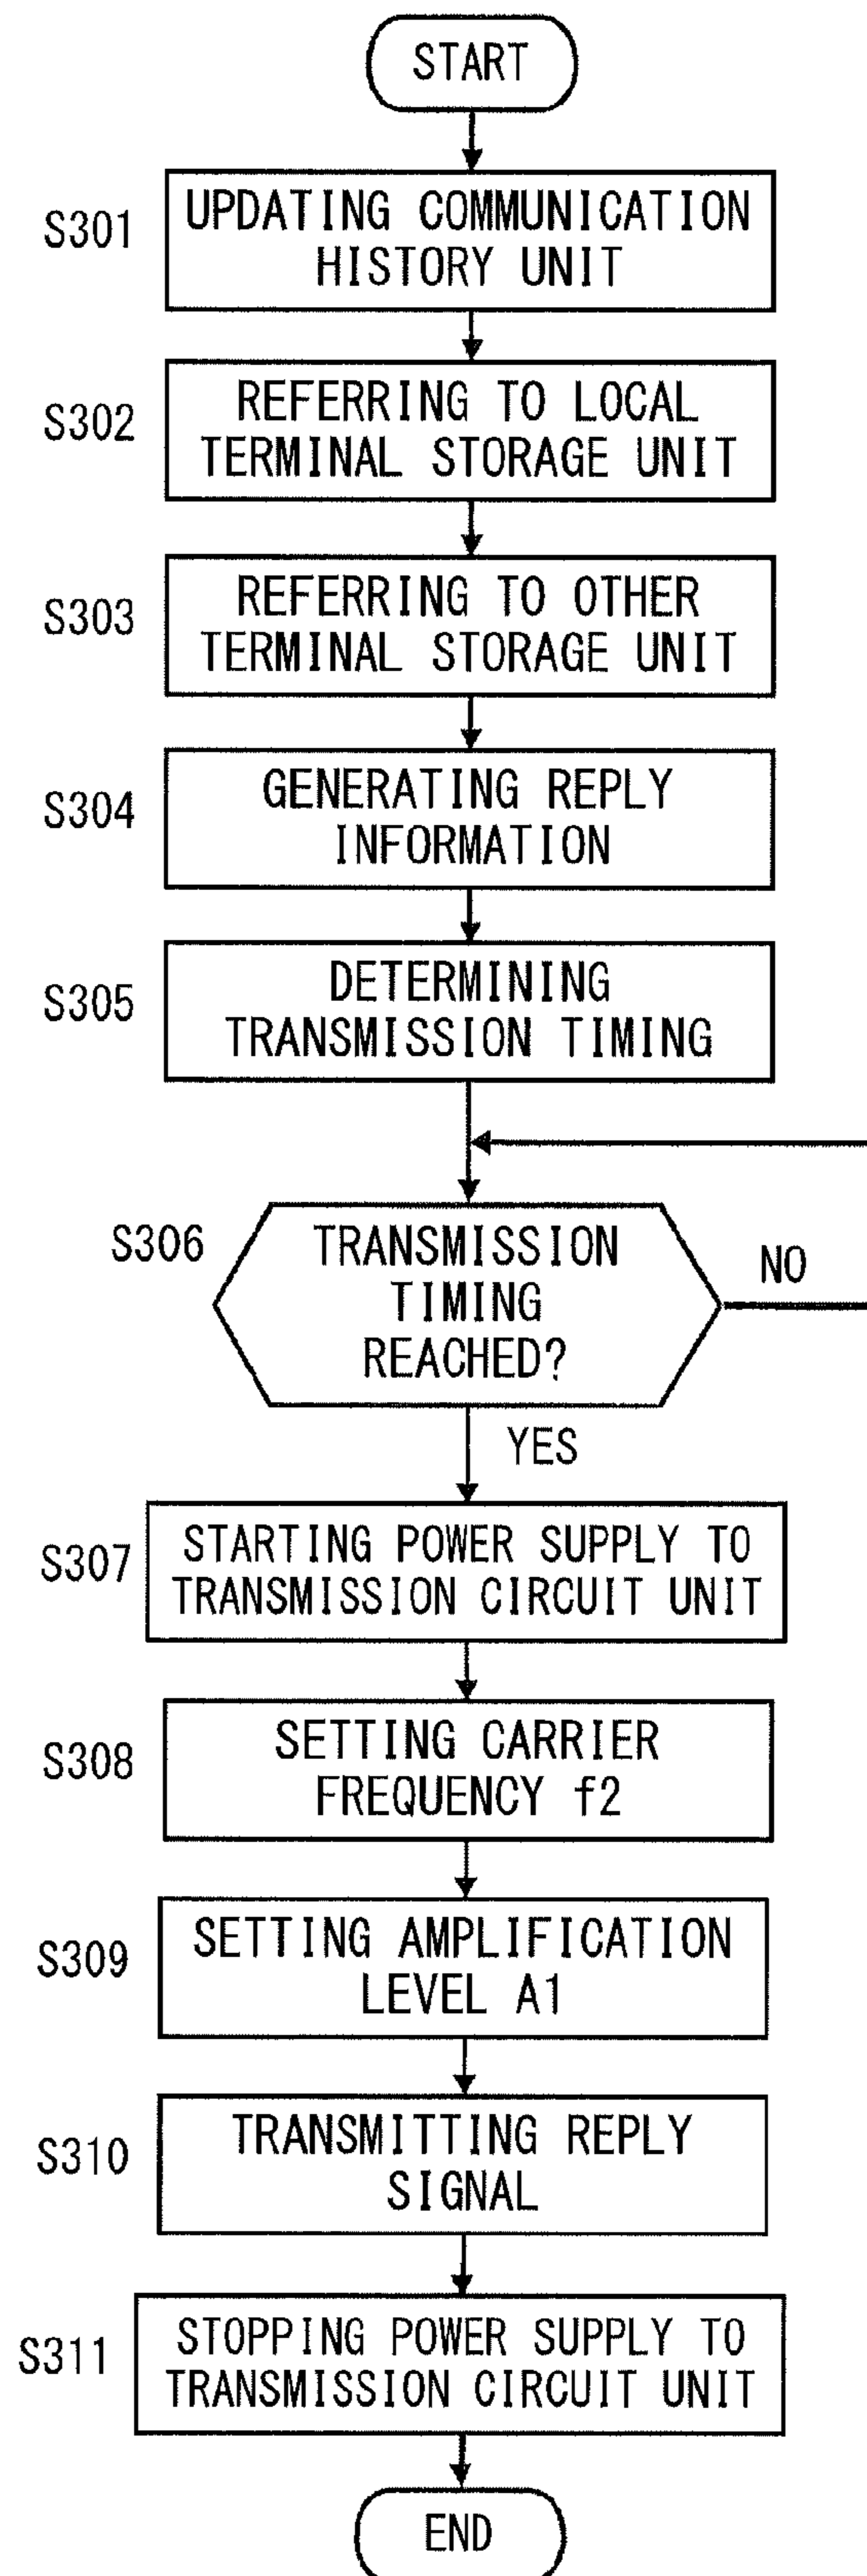 START
S301
UPDATING COMMUNICATION
HISTORY UNIT
S302
REFERRING TO LOCAL
TERMINAL STORAGE UNIT
S303
REFERRING TO OTHER
TERMINAL STORAGE UNIT
S304
GENERATING REPLY
INFORMATION
S305
DETERMINING
TRANSMISSION TIMING
S306
TRANSMISSION
TIMING
REACHED?
NO
YES
S307
STARTING POWER SUPPLY TO
TRANSMISSION CIRCUIT UNIT
S308
SETTING CARRIER
FREQUENCY f2
S309
SETTING AMPLIFICATION
LEVEL A1
S310
TRANSMITTING REPLY
SIGNAL
S311
STOPPING POWER SUPPLY TO
TRANSMISSION CIRCUIT UNIT
END